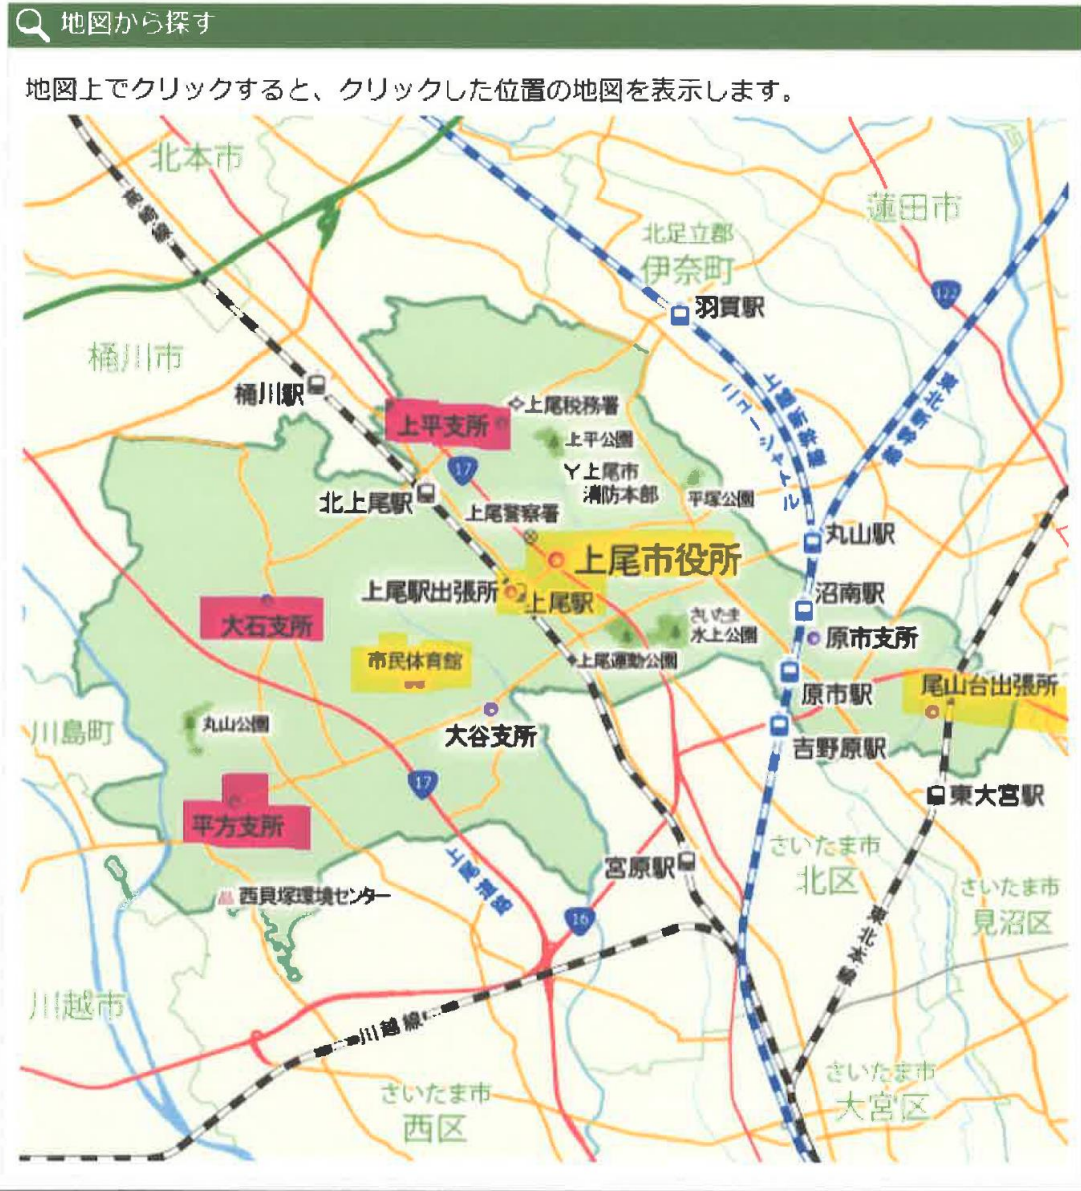 地図から探す
地図上でクリックすると、クリックした位置の地図を表示します。
北本市
高崎線
蓮田市
北足立郡
伊奈町
122
羽貫駅
桶川市
桶川駅
上越新幹線
ニューシャトル
東北新幹線
上尾税務署
上平支所
上平公園
17
上尾市
消防本部
平塚公園
北上尾駅
上尾警察署
丸山駅
上尾市役所
上尾駅出張所
上尾駅
沼南駅
大石支所
さいたま
水上公園
原市支所
市民体育館
上尾運動公園
原市駅
尾山台出張所
丸山公園
川島町
大谷支所
吉野原駅
17
東大宮駅
平方支所
上尾道路
宮原駅
さいたま市
北区
西貝塚環境センター
16
さいたま市
見沼区
東北本線
川越市
川越線
さいたま市
西区
さいたま市
大宮区